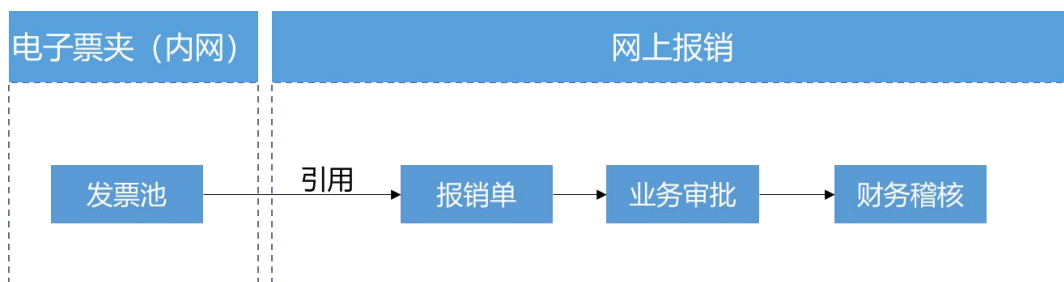 电子票夹（内网）
网上报销
发票池
引用
报销单
业务审批
财务稽核